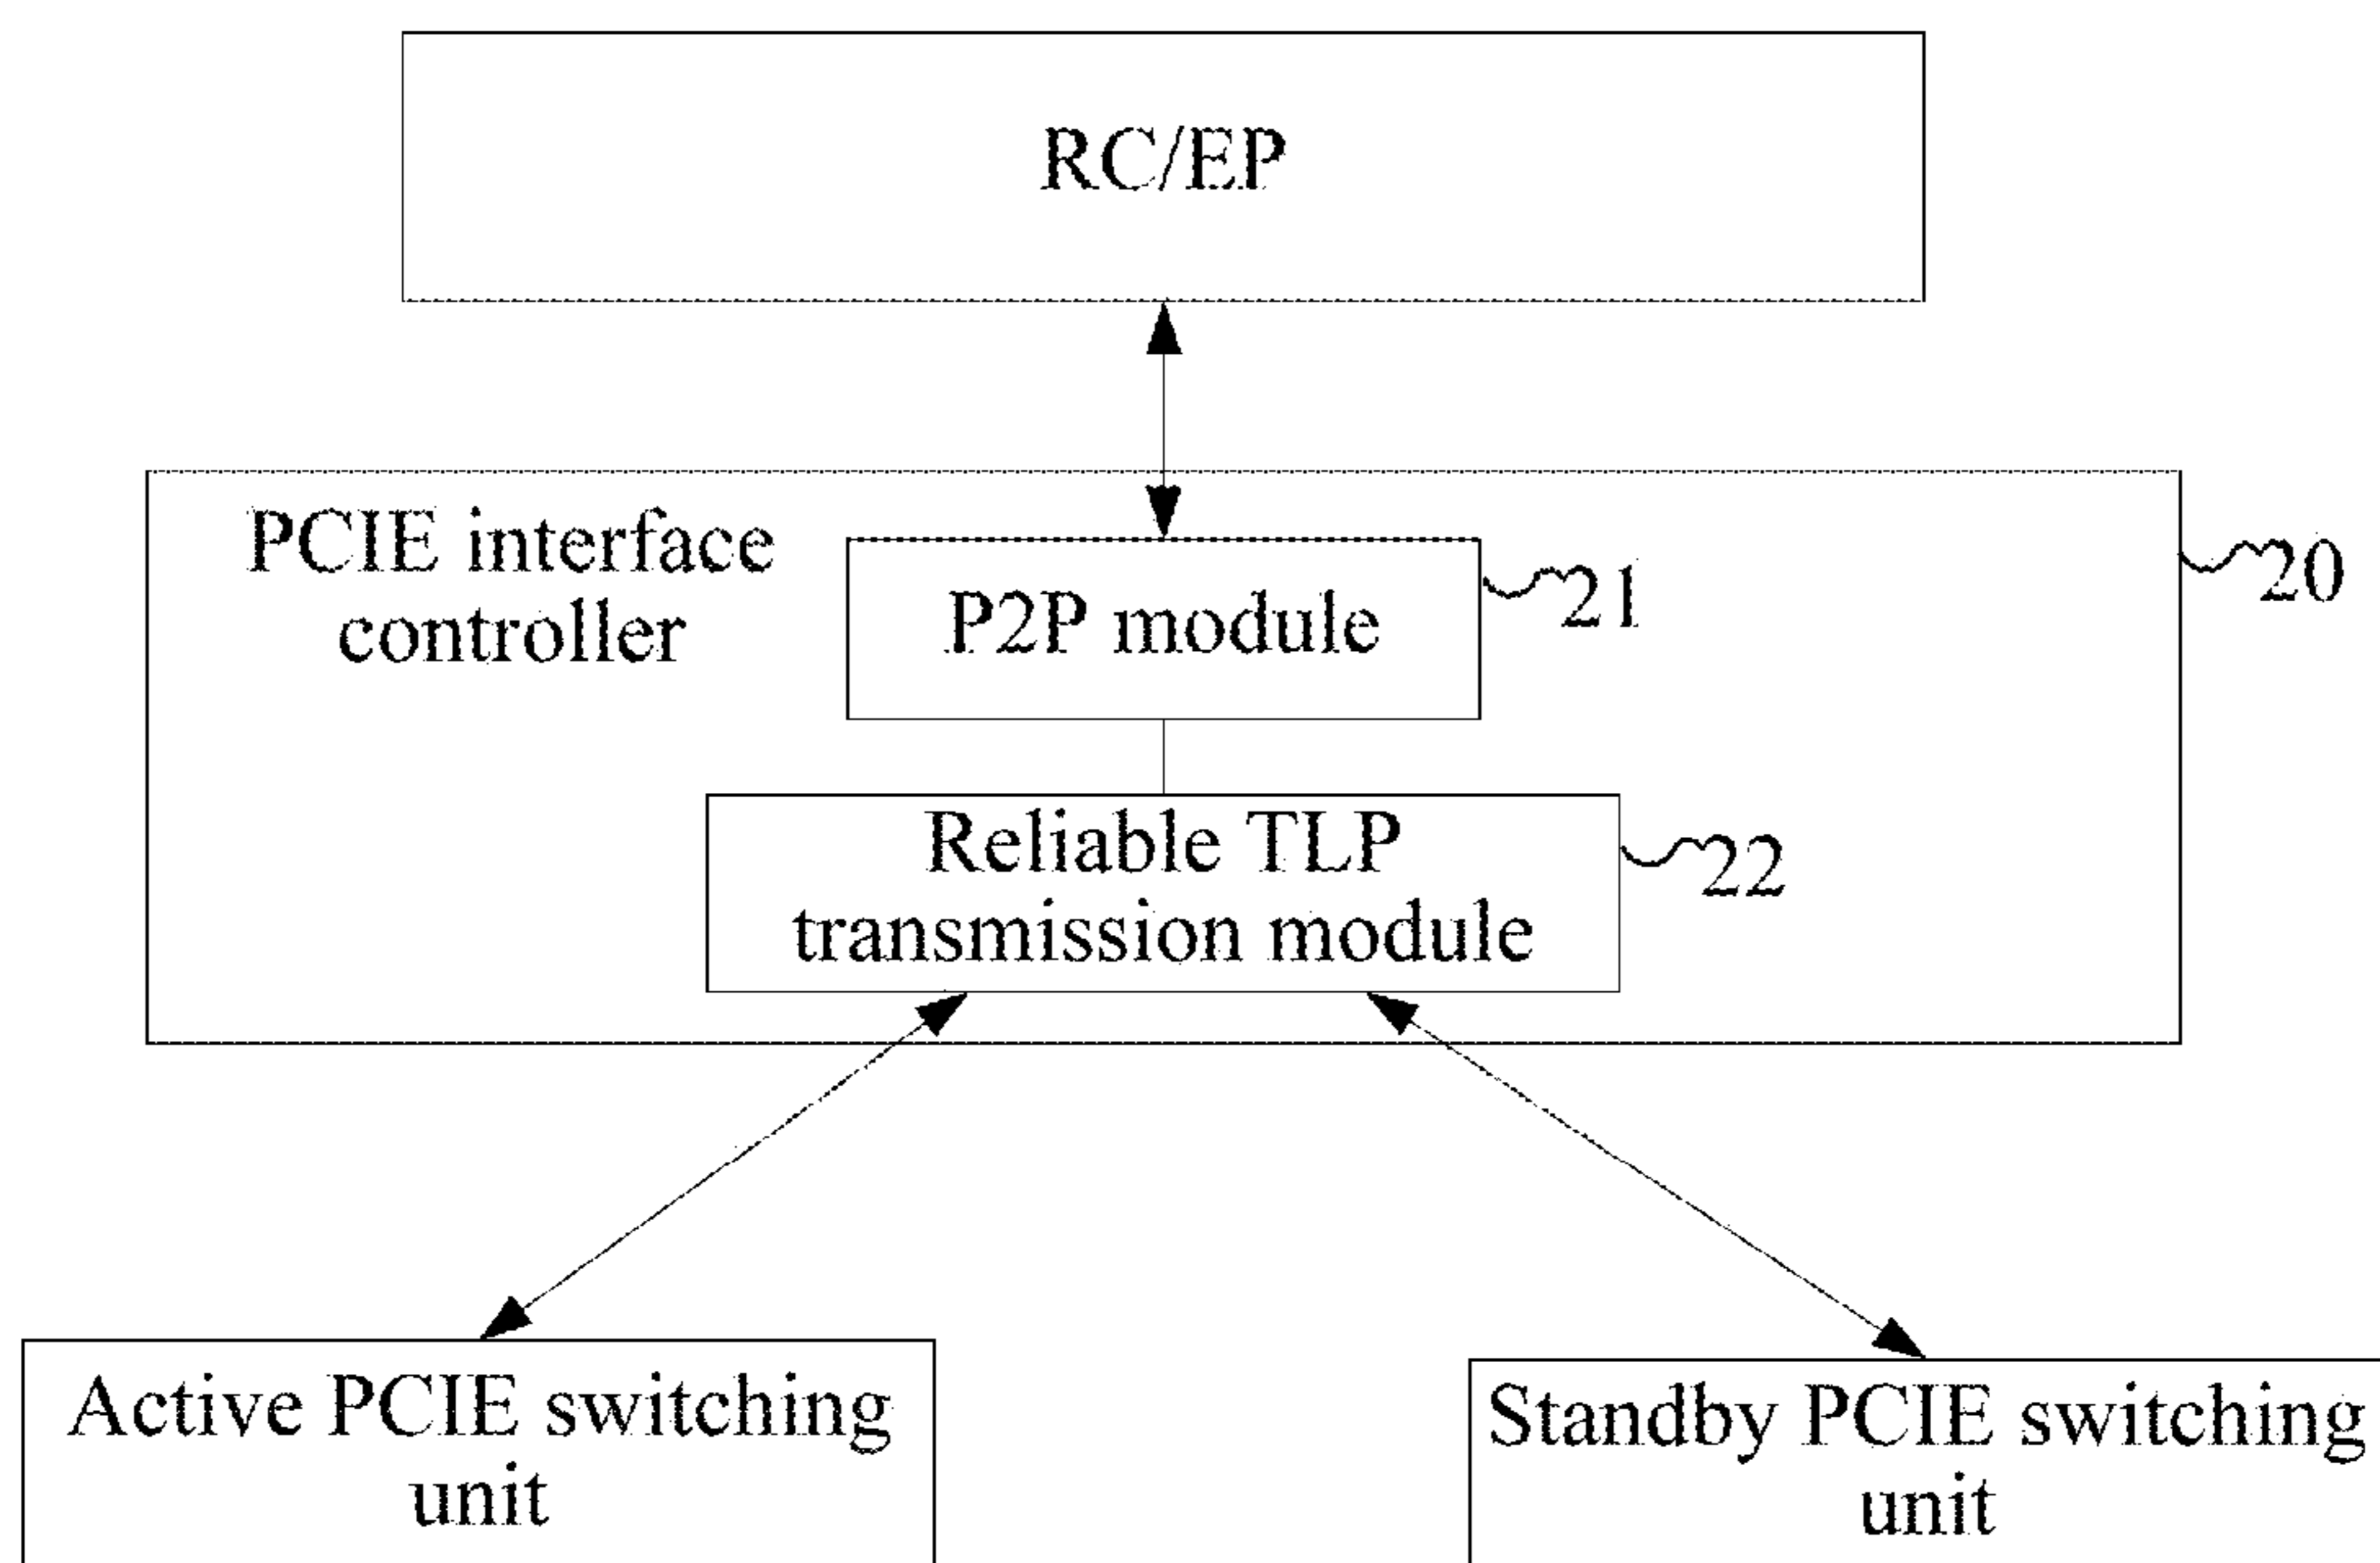 RC/EP
PCIE interface
controller
P2P module
21
20
Reliable TLP
transmission module
22
Active PCIE switching
unit
Standby PCIE switching
unit